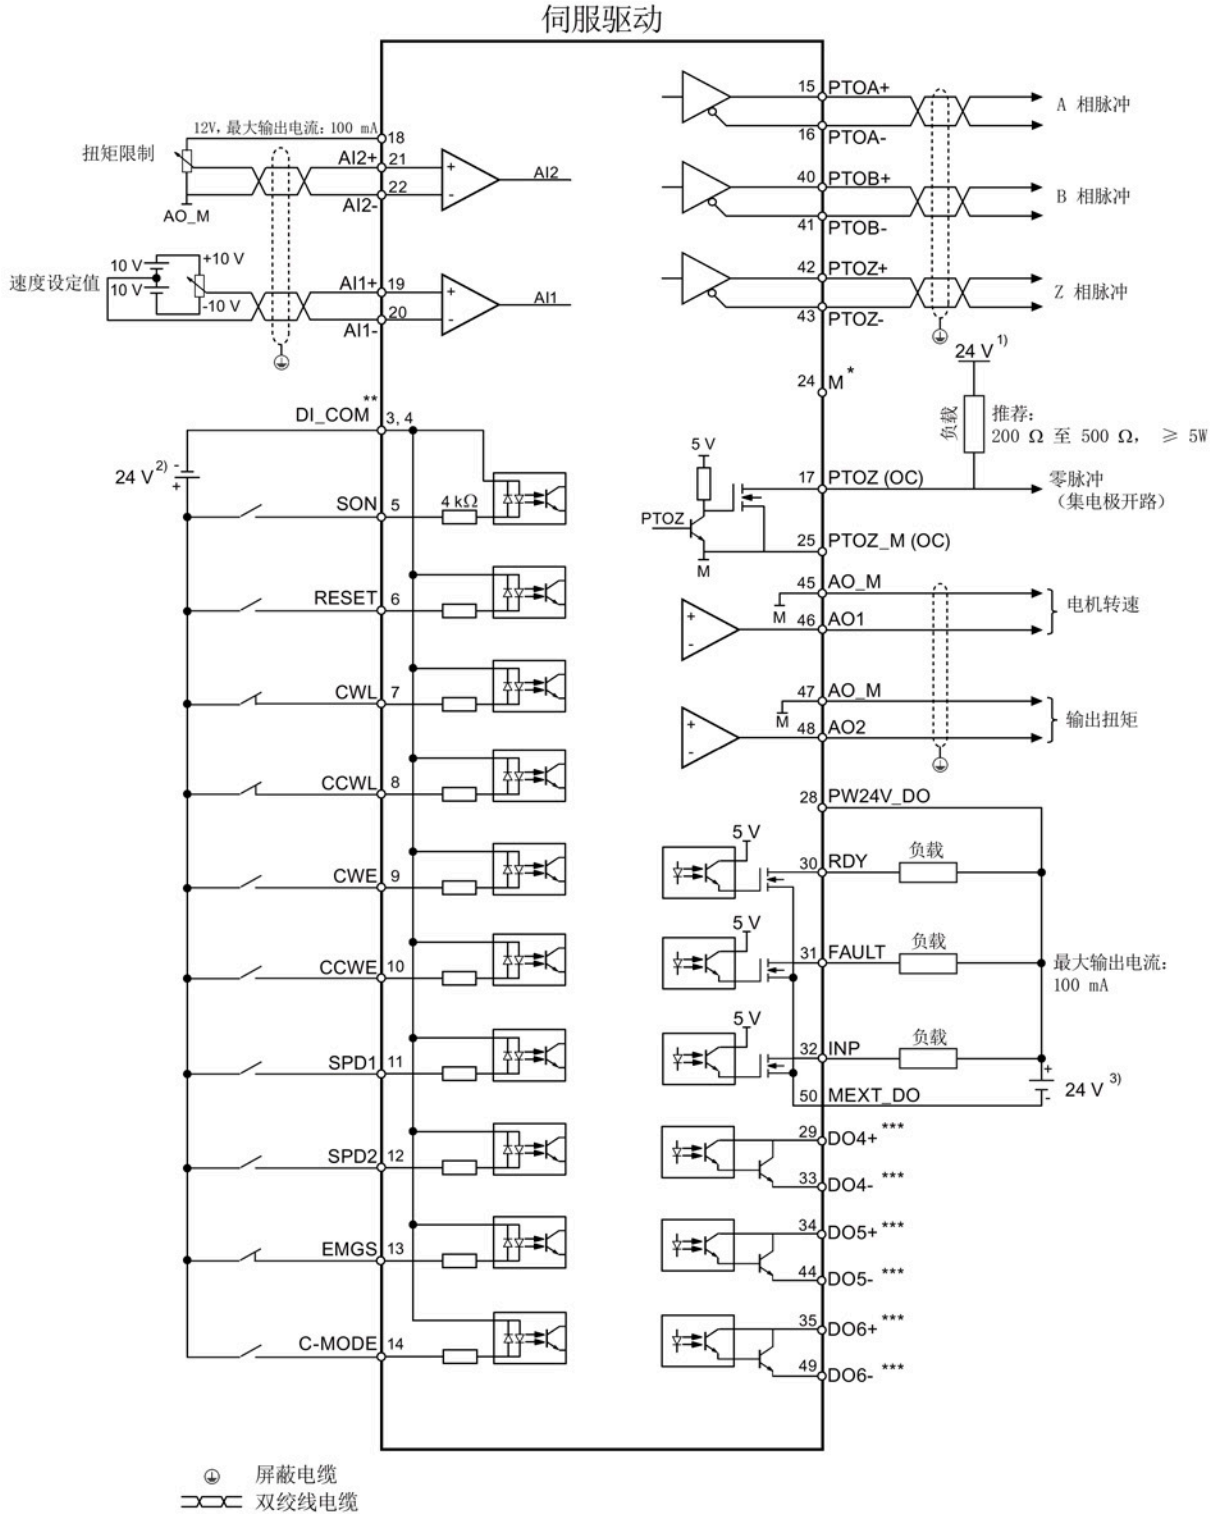 伺服驱动
12V, 最大输出电流: 100 mA
18
扭矩限制
AI2+ 21
22
AI2-
AO_M
+
-
AI2
10 V
10 V
+10 V
-10 V
速度设定值
AI1+ 19
20
AI1-
+
-
AI1
DI_COM ** 3, 4
24 V 2)
-
+
SON 5
4 kΩ
RESET 6
CWL 7
CCWL 8
CWE 9
CCWE 10
SPD1 11
SPD2 12
EMGS 13
C-MODE 14
15 PTOA+
16 PTOA-
A 相脉冲
40 PTOB+
41 PTOB-
B 相脉冲
42 PTOZ+
43 PTOZ-
Z 相脉冲
24 M *
24 V 1)
负载
推荐:
200 Ω 至 500 Ω, ≥ 5W
5 V
17 PTOZ (OC)
零脉冲
(集电极开路)
PTOZ
M
25 PTOZ_M (OC)
45 AO_M
M
+
-
46 AO1
电机转速
47 AO_M
M
+
-
48 AO2
输出扭矩
28 PW24V_DO
5 V
30 RDY
负载
5 V
31 FAULT
负载
最大输出电流:
100 mA
5 V
32 INP
负载
+
-
24 V 3)
50 MEXT_DO
29 DO4+ ***
33 DO4- ***
34 DO5+ ***
44 DO5- ***
35 DO6+ ***
49 DO6- ***
屏蔽电缆
双绞线电缆